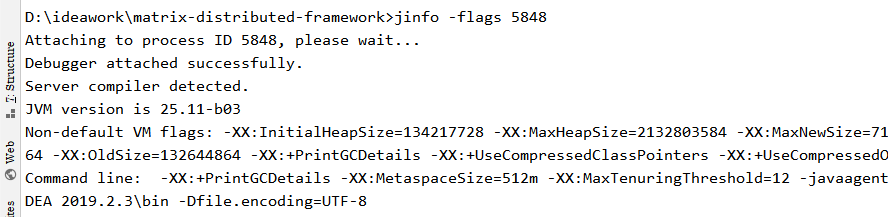 D:\ideawork\matrix-distributed-framework>jinfo -flags 5848
Attaching to process ID 5848, please wait...
Debugger attached successfully.
Server compiler detected.
JVM version is 25.11-b03
Non-default VM flags: -XX:InitialHeapSize=134217728 -XX:MaxHeapSize=2132803584 -XX:MaxNewSize=71
64 -XX:OldSize=132644864 -XX:+PrintGCDetails -XX:+UseCompressedClassPointers -XX:+UseCompressedO
Command line:  -XX:+PrintGCDetails -XX:MetaspaceSize=512m -XX:MaxTenuringThreshold=12 -javaagent
DEA 2019.2.3\bin -Dfile.encoding=UTF-8
7: Structure
Web